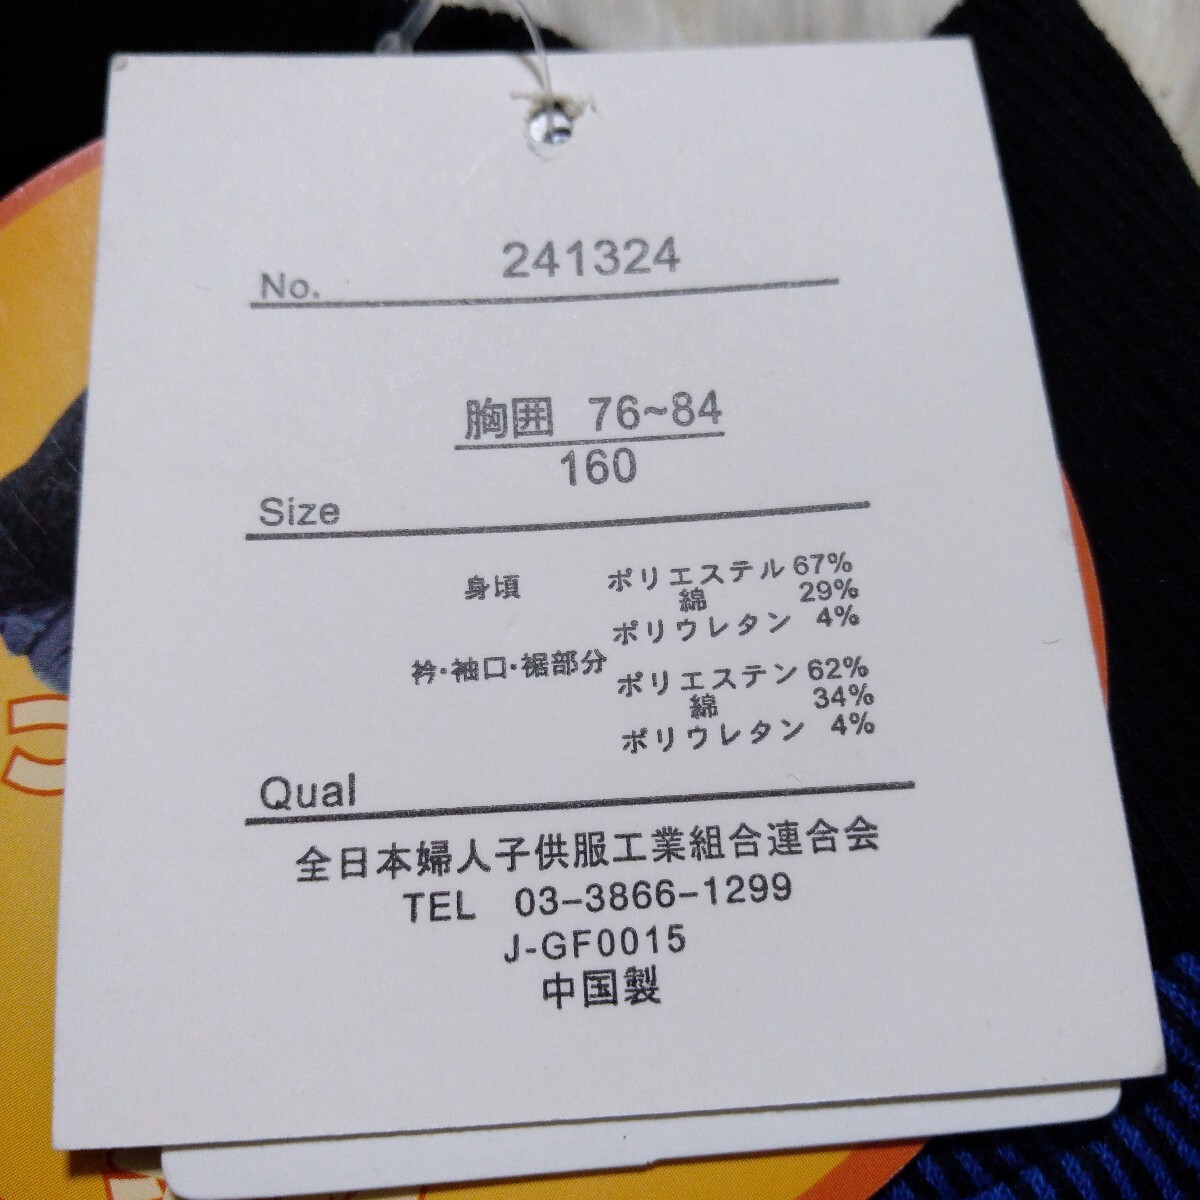 No. 241324
胸囲 76~84
160
Size
身頃 ポリエステル 67%
綿 29%
ポリウレタン 4%
衿・袖口・裾部分 ポリエステン 62%
綿 34%
ポリウレタン 4%
Qual
全日本婦人子供服工業組合連合会
TEL 03-3866-1299
J-GF0015
中国製